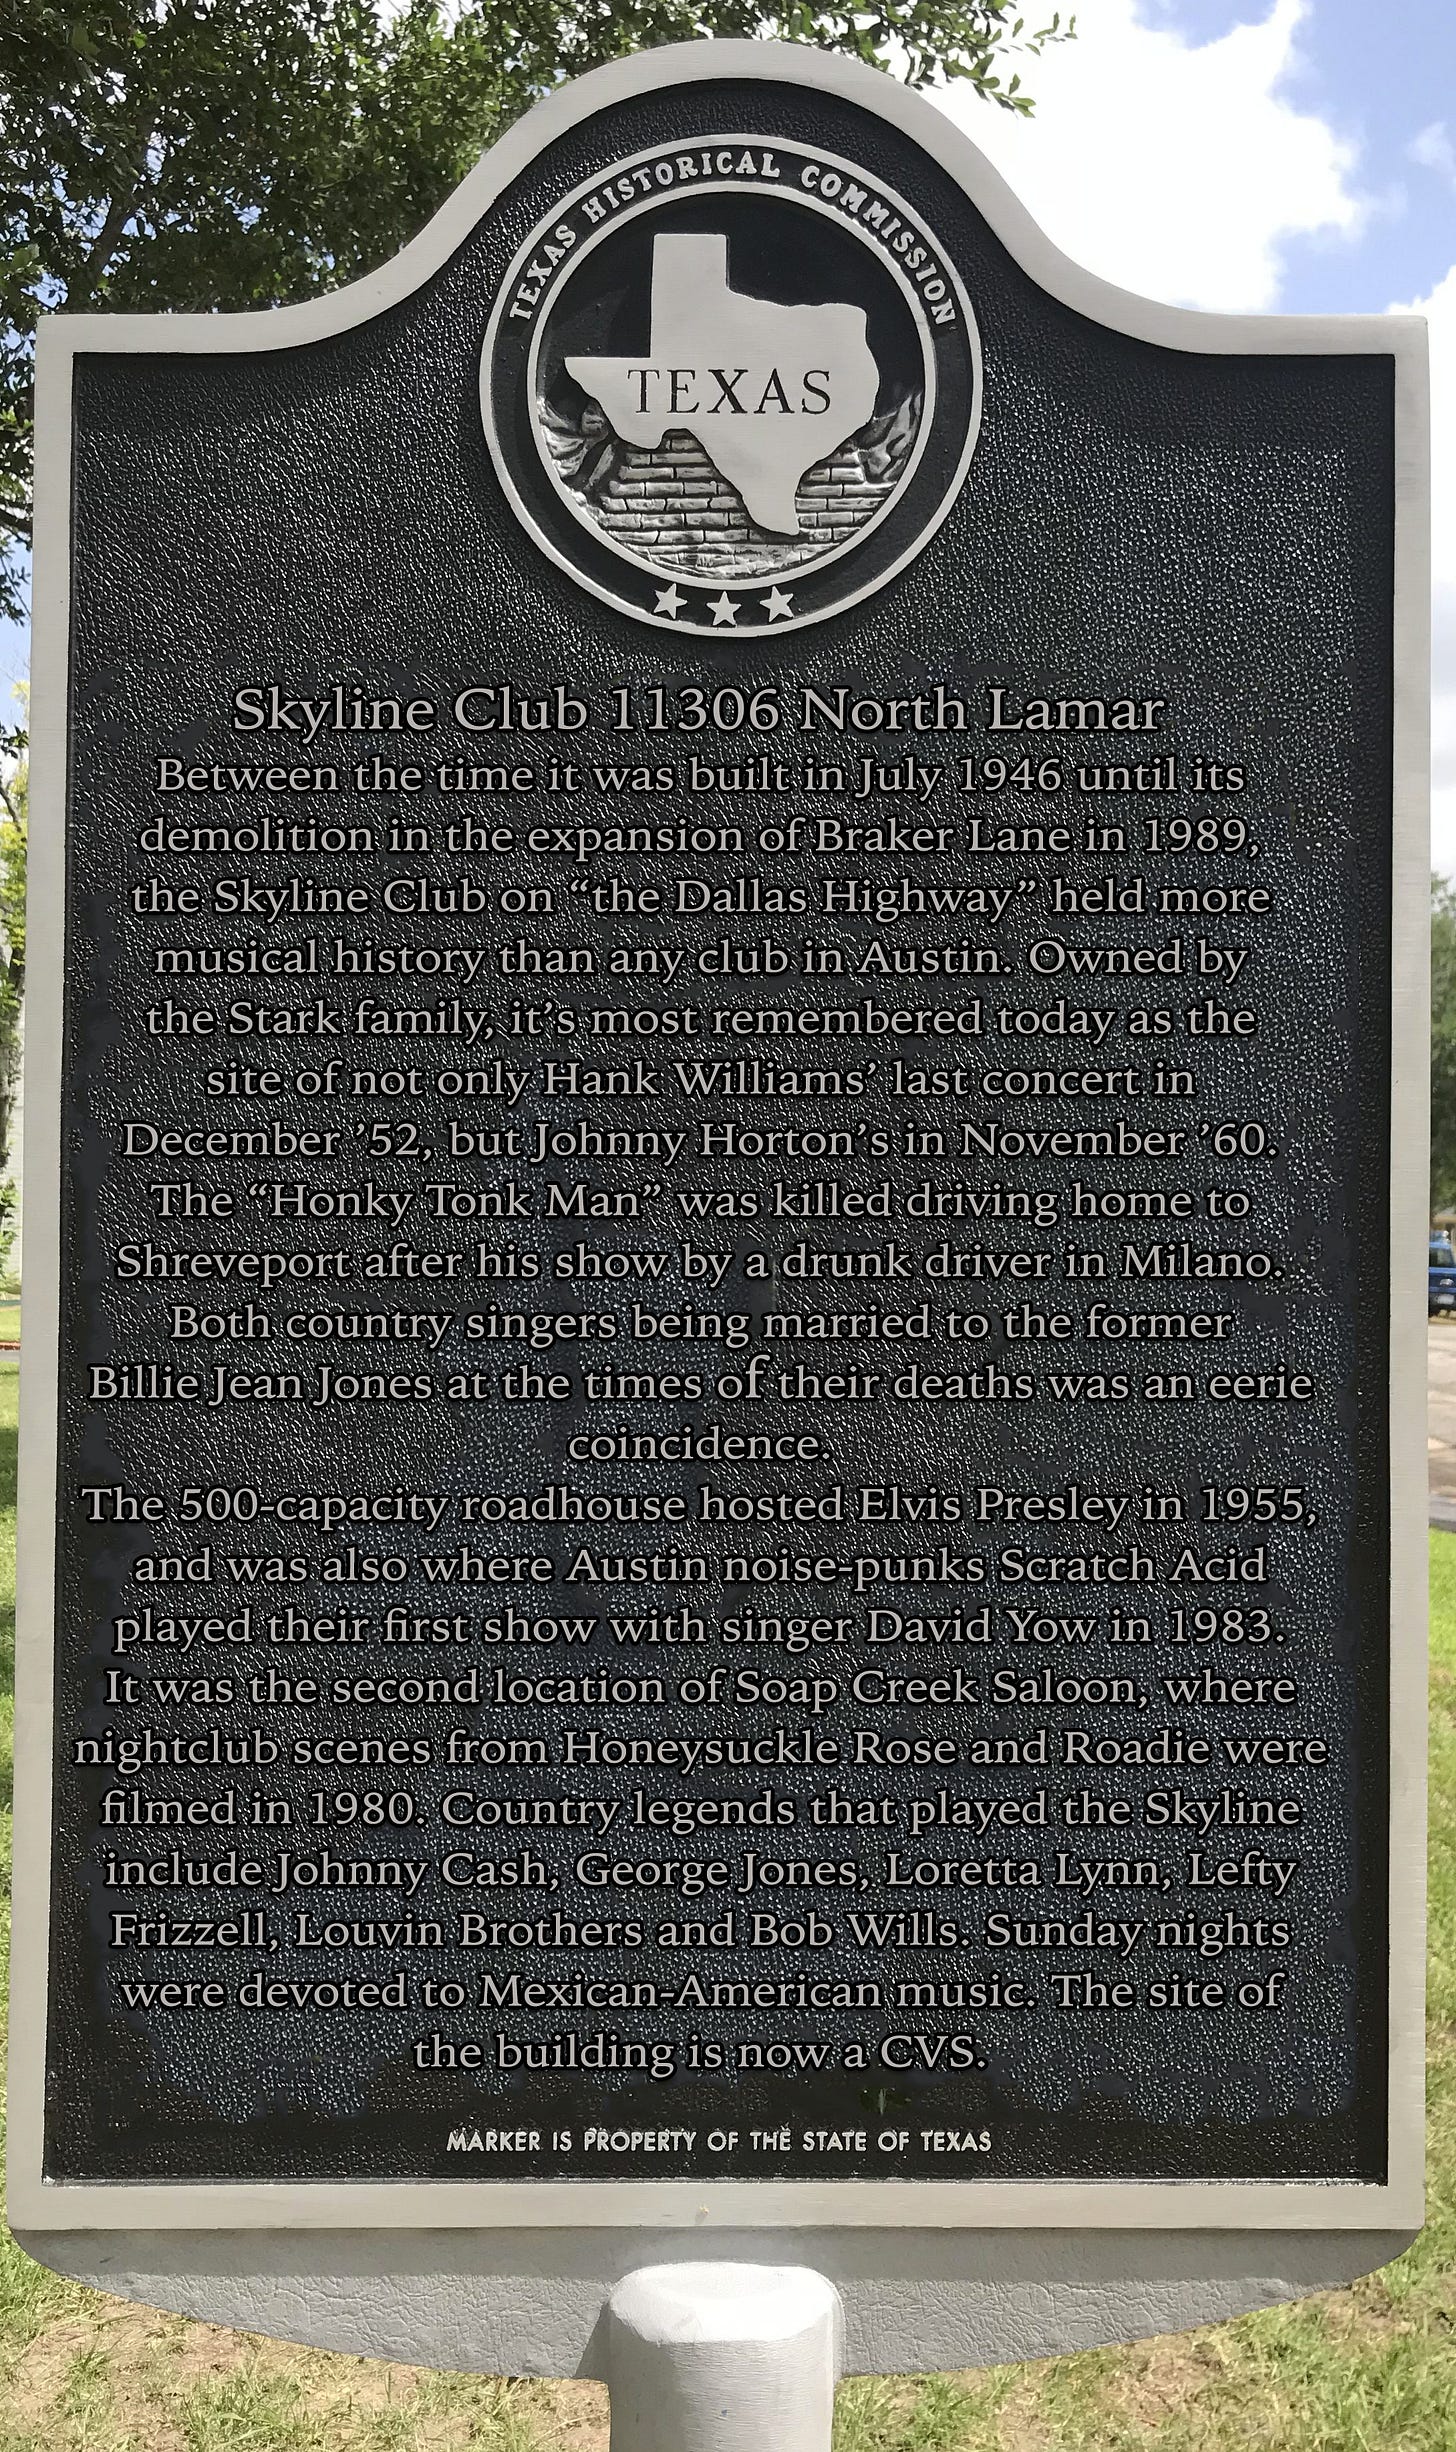 TEXAS HISTORICAL COMMISSION
TEXAS
Skyline Club 11306 North Lamar
Between the time it was built in July 1946 until its
demolition in the expansion of Braker Lane in 1989,
the Skyline Club on “the Dallas Highway” held more
musical history than any club in Austin. Owned by
the Stark family, it’s most remembered today as the
site of not only Hank Williams’ last concert in
December ’52, but Johnny Horton’s in November ’60.
The “Honky Tonk Man” was killed driving home to
Shreveport after his show by a drunk driver in Milano.
Both country singers being married to the former
Billie Jean Jones at the times of their deaths was an eerie
coincidence.
The 500-capacity roadhouse hosted Elvis Presley in 1955,
and was also where Austin noise-punks Scratch Acid
played their first show with singer David Yow in 1983.
It was the second location of Soap Creek Saloon, where
nightclub scenes from Honeysuckle Rose and Roadie were
filmed in 1980. Country legends that played the Skyline
include Johnny Cash, George Jones, Loretta Lynn, Lefty
Frizzell, Louvin Brothers and Bob Wills. Sunday nights
were devoted to Mexican-American music. The site of
the building is now a CVS.
MARKER IS PROPERTY OF THE STATE OF TEXAS